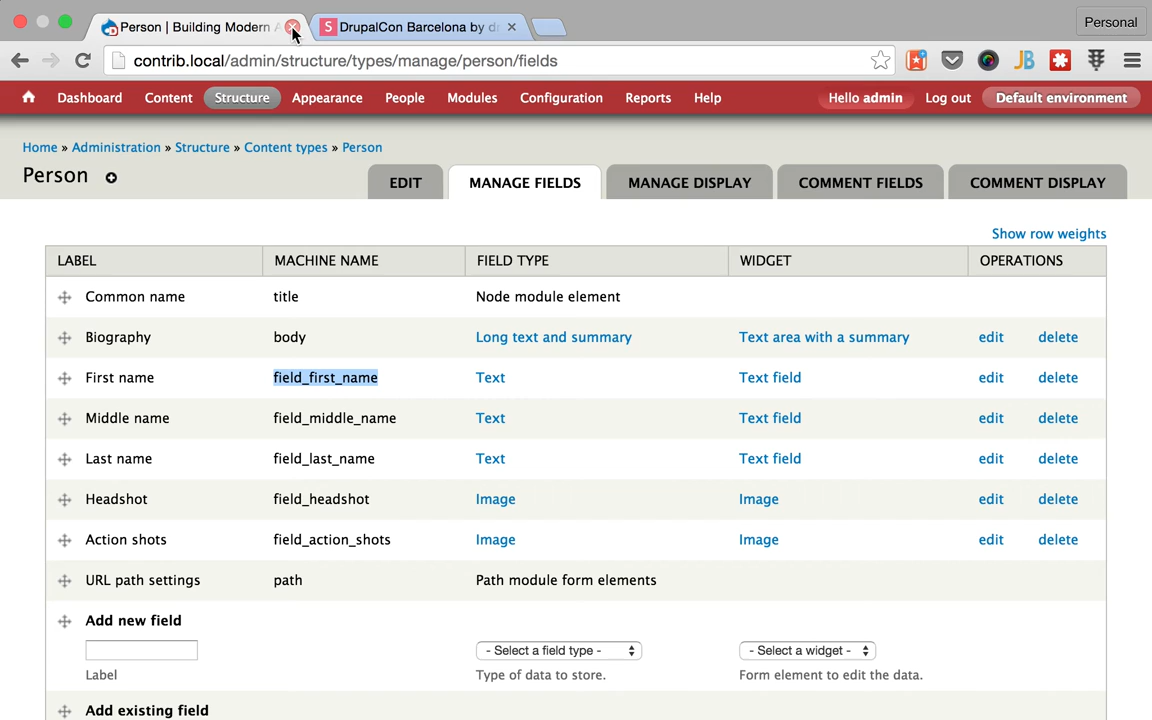 Person | Building Modern A
S DrupalCon Barcelona by dr
Personal
contrib.local/admin/structure/types/manage/person/fields
JB
Dashboard Content Structure Appearance People Modules Configuration Reports Help Hello admin Log out Default environment
Home » Administration » Structure » Content types » Person
Person
EDIT MANAGE FIELDS MANAGE DISPLAY COMMENT FIELDS COMMENT DISPLAY
Show row weights
LABEL MACHINE NAME FIELD TYPE WIDGET OPERATIONS
Common name title Node module element
Biography body Long text and summary Text area with a summary edit delete
First name field_first_name Text Text field edit delete
Middle name field_middle_name Text Text field edit delete
Last name field_last_name Text Text field edit delete
Headshot field_headshot Image Image edit delete
Action shots field_action_shots Image Image edit delete
URL path settings path Path module form elements
Add new field
- Select a field type - - Select a widget -
Label Type of data to store. Form element to edit the data.
Add existing field